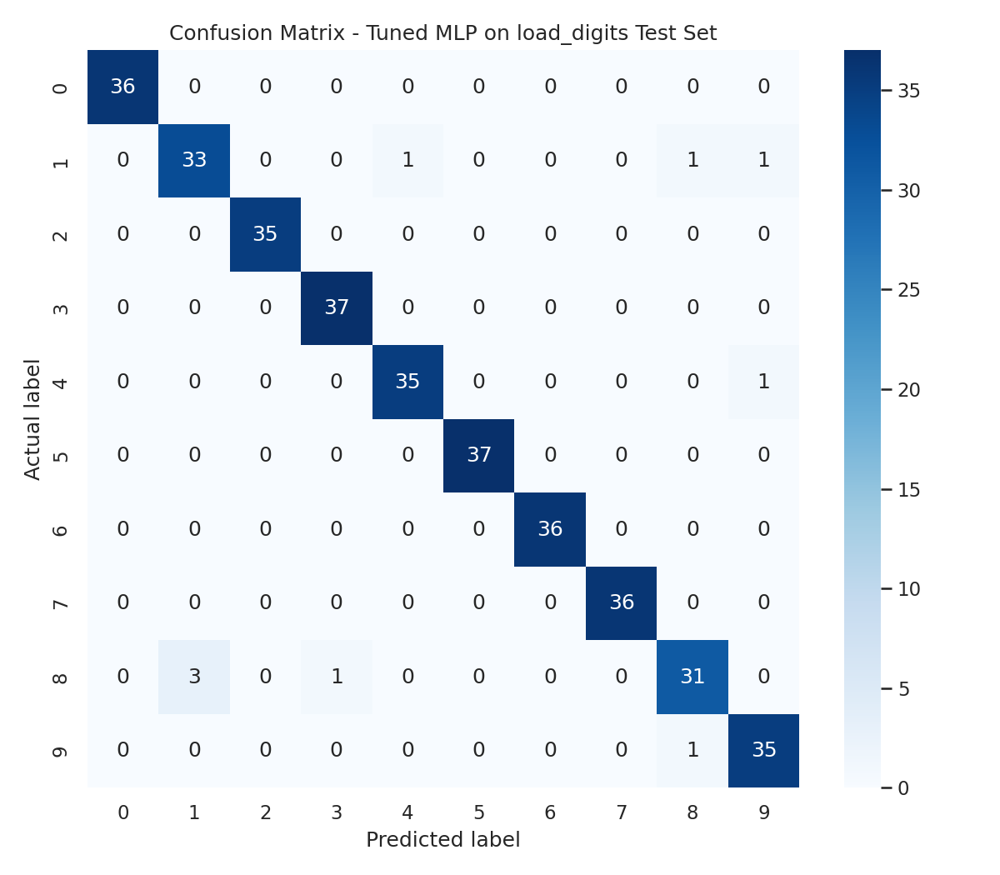 Confusion Matrix - Tuned MLP on load_digits Test Set
0 36 0 0 0 0 0 0 0 0 0
1 0 33 0 0 1 0 0 0 1 1
2 0 0 35 0 0 0 0 0 0 0
3 0 0 0 37 0 0 0 0 0 0
4 0 0 0 0 35 0 0 0 0 1
5 0 0 0 0 0 37 0 0 0 0
6 0 0 0 0 0 0 36 0 0 0
7 0 0 0 0 0 0 0 36 0 0
8 0 3 0 1 0 0 0 0 31 0
9 0 0 0 0 0 0 0 0 1 35
0 1 2 3 4 5 6 7 8 9
Predicted label
Actual label
35
30
25
20
15
10
5
0